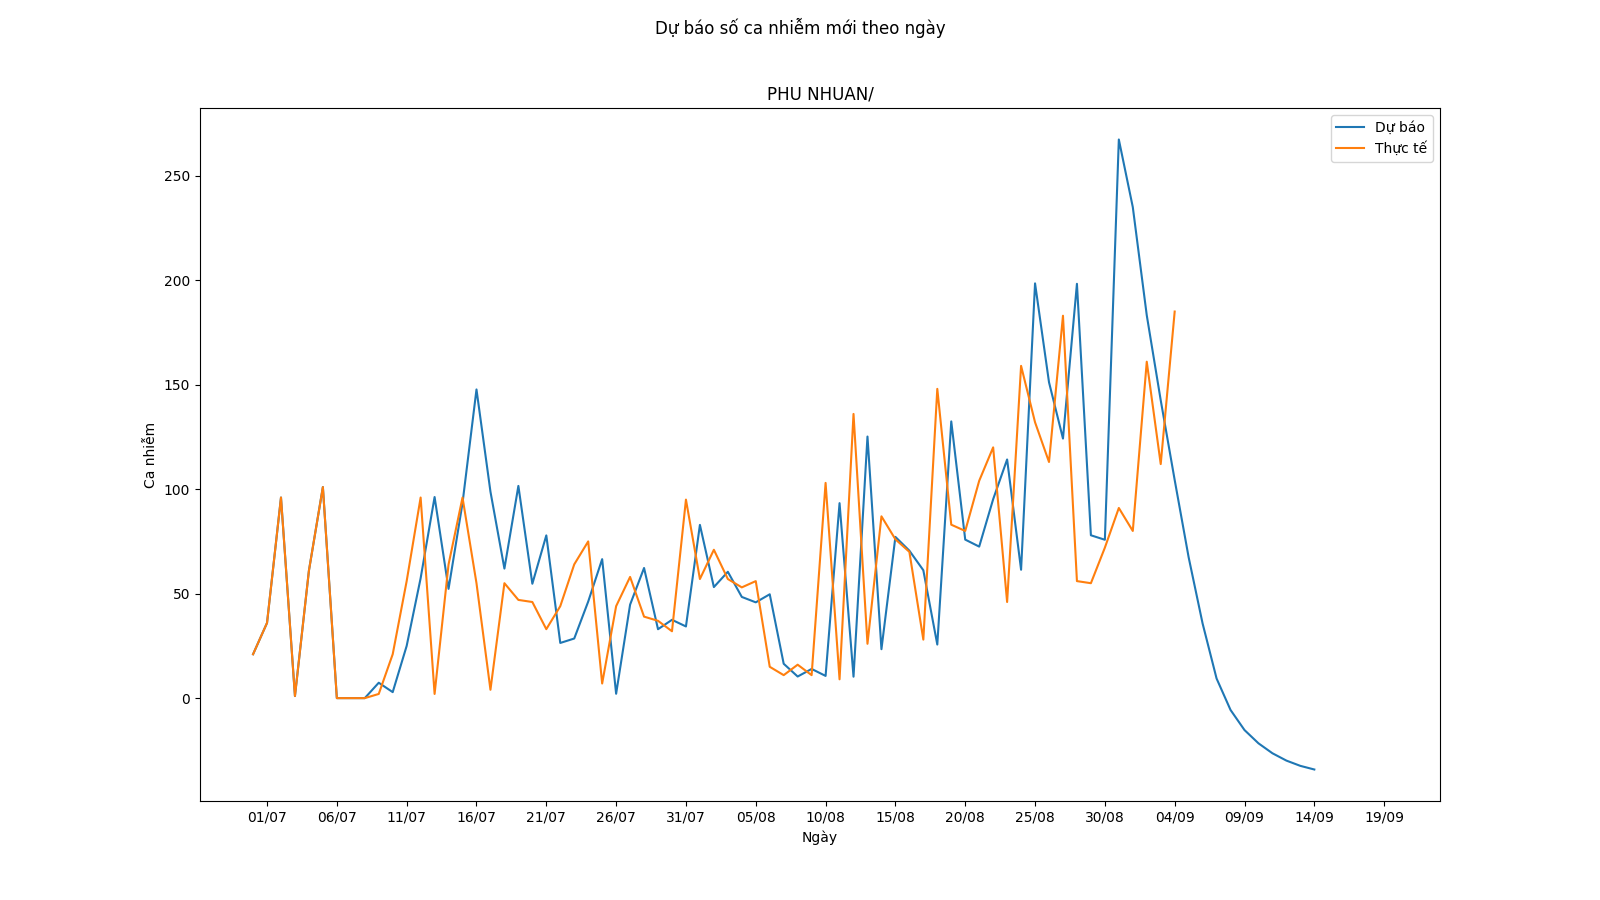 Dự báo số ca nhiễm mới theo ngày
PHU NHUAN/
Dự báo
Thực tế
250
200
150
100
50
0
Ca nhiễm
01/07 06/07 11/07 16/07 21/07 26/07 31/07 05/08 10/08 15/08 20/08 25/08 30/08 04/09 09/09 14/09 19/09
Ngày